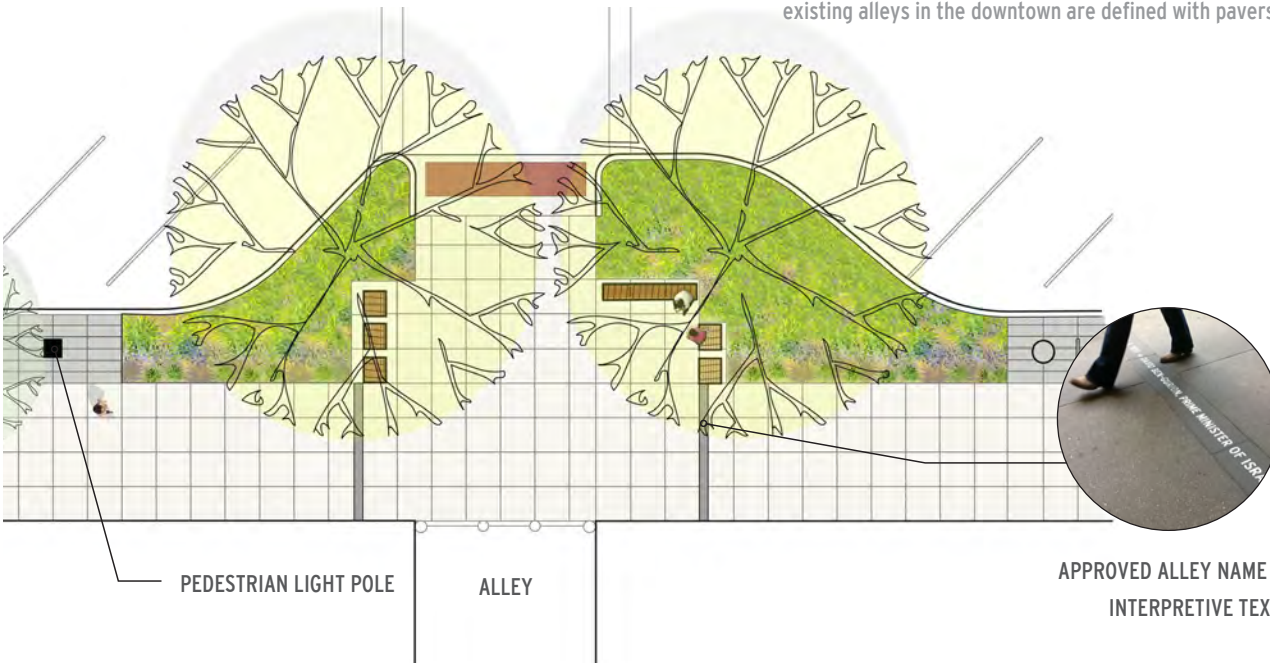 existing alleys in the downtown are defined with pavers
PEDESTRIAN LIGHT POLE
ALLEY
PRIME MINISTER OF ISRA
APPROVED ALLEY NAME
INTERPRETIVE TEX